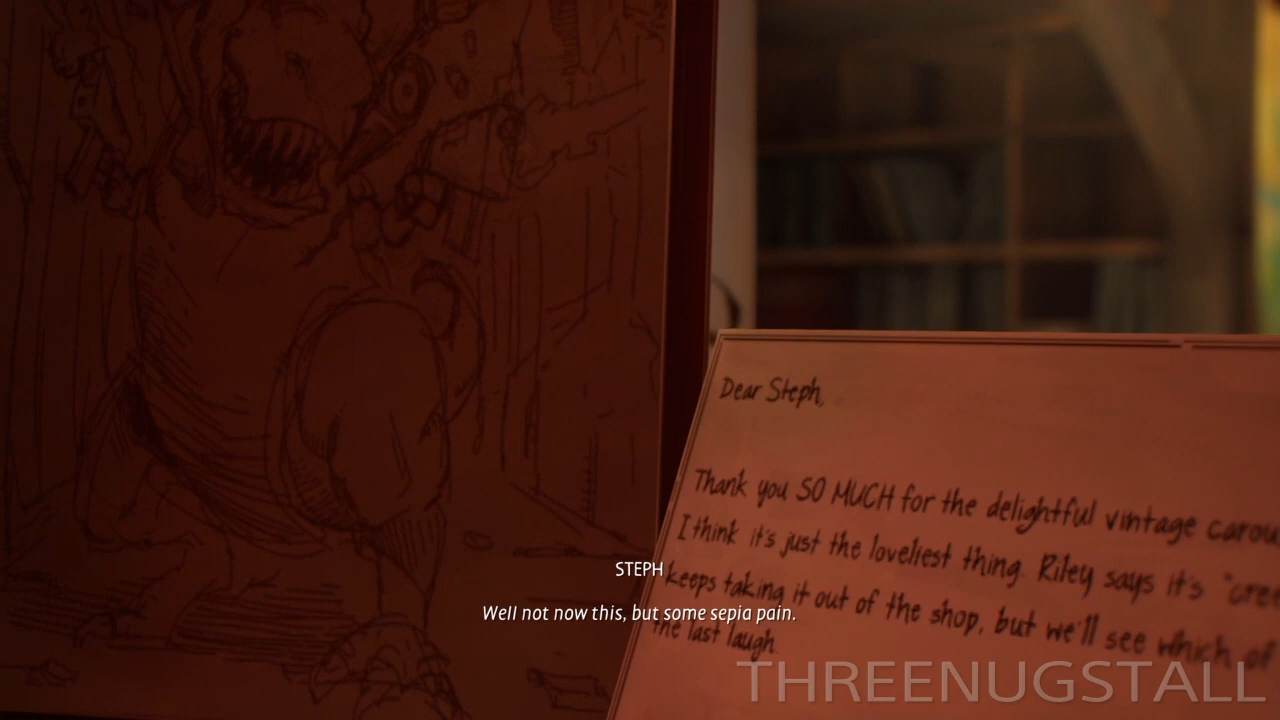 Dear Steph,
Thank you SO MUCH for the delightful vintage
I think it's just the loveliest thing. Riley says it's
keeps taking it out of the shop, but we'll see which of
the last laugh.
STEPH
Well not now this, but some sepia pain.
THREENUGSTALL